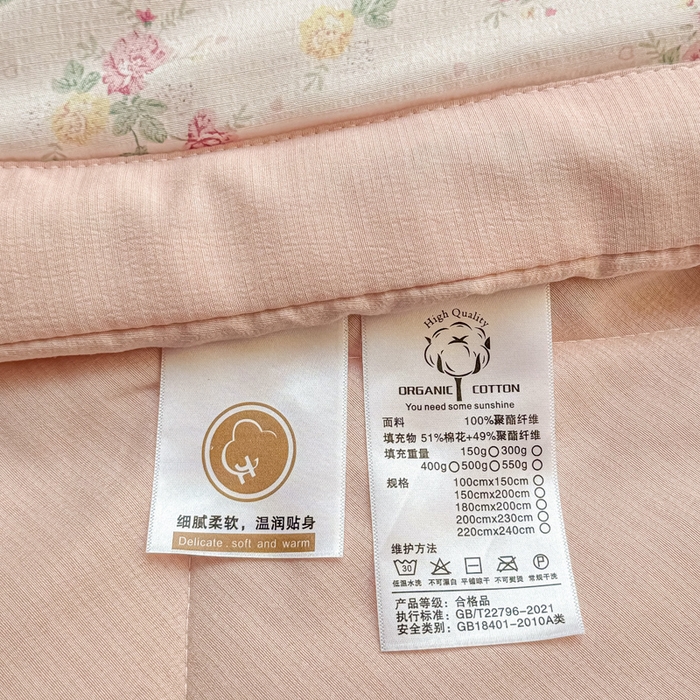 细腻柔软，温润贴身
Delicate . soft and warm
High Quality
ORGANIC COTTON
You need some sunshine
面料 100%聚酯纤维
填充物 51%棉花+49%聚酯纤维
填充重量 150g○ 300g○
400g○ 500g○ 550g○
规格 100cmx150cm○
150cmx200cm○
180cmx200cm○
200cmx230cm○
220cmx240cm○
维护方法
30 P
低温水洗 不可漂白 平铺晾干 不可熨烫 常规干洗
产品等级：合格品
执行标准：GB/T22796-2021
安全类别：GB18401-2010A类